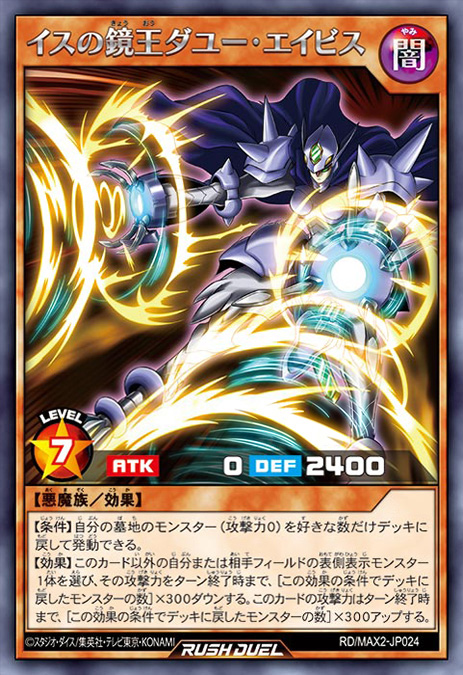 イスの鏡王ダユー・エイビス
闇
LEVEL
7
ATK 0 DEF 2400
【悪魔族／効果】
【条件】自分の墓地のモンスター（攻撃力0）を好きな数だけデッキに
戻して発動できる。
【効果】このカード以外の自分または相手フィールドの表側表示モンスター
1体を選び、その攻撃力をターン終了時まで、[この効果の条件でデッキに
戻したモンスターの数]×300ダウンする。このカードの攻撃力はターン終了時
まで、[この効果の条件でデッキに戻したモンスターの数]×300アップする。
©スタジオ・ダイス/集英社・テレビ東京・KONAMI
RUSH DUEL
RD/MAX2-JP024